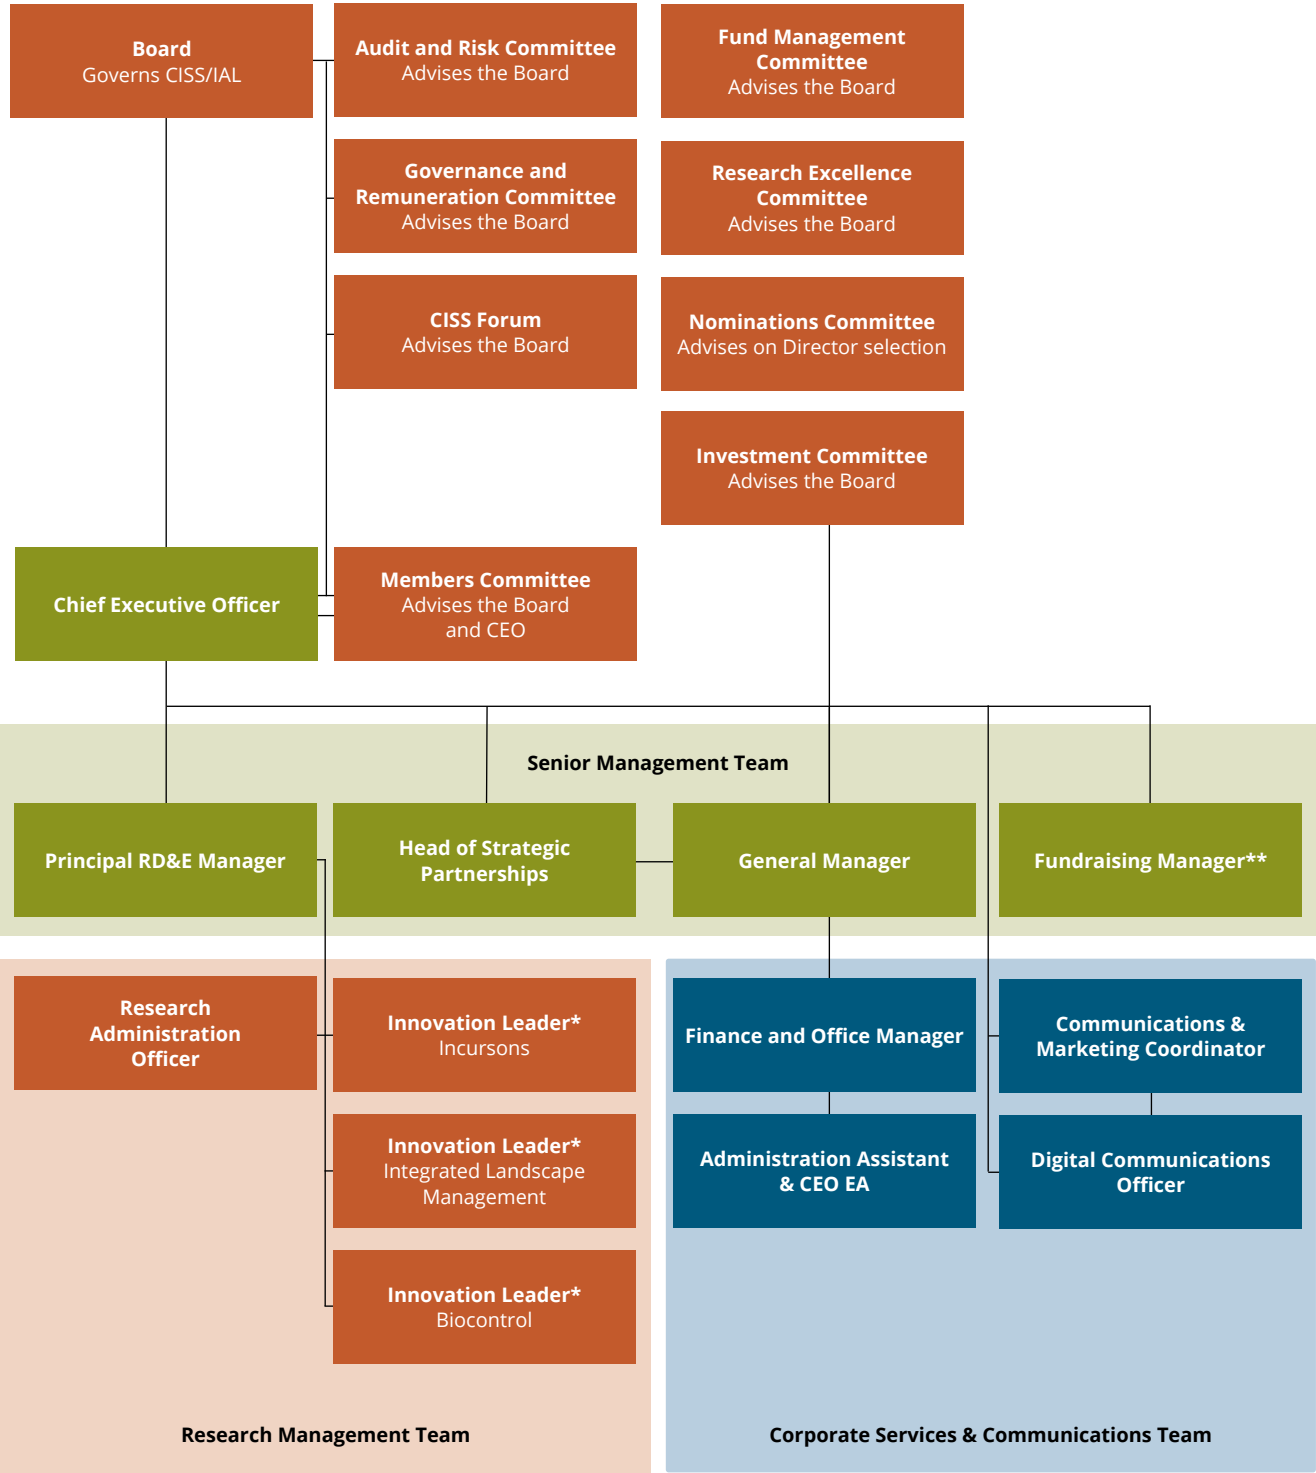 Board
Governs CISS/IAL
Audit and Risk Committee
Advises the Board
Fund Management
Committee
Advises the Board
Governance and
Remuneration Committee
Advises the Board
Research Excellence
Committee
Advises the Board
CISS Forum
Advises the Board
Nominations Committee
Advises on Director selection
Investment Committee
Advises the Board
Chief Executive Officer
Members Committee
Advises the Board
and CEO
Senior Management Team
Principal RD&E Manager
Head of Strategic
Partnerships
General Manager
Fundraising Manager**
Research
Administration
Officer
Innovation Leader*
Incursons
Finance and Office Manager
Communications &
Marketing Coordinator
Innovation Leader*
Integrated Landscape
Management
Administration Assistant
& CEO EA
Digital Communications
Officer
Innovation Leader*
Biocontrol
Research Management Team
Corporate Services & Communications Team